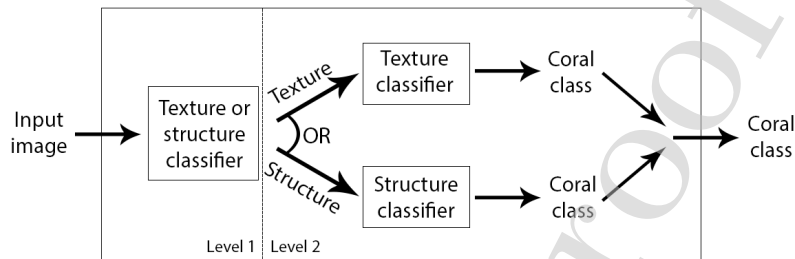 Input
image
Texture or
structure
classifier
Texture
OR
Structure
Texture
classifier
Structure
classifier
Coral
class
Coral
class
Coral
class
Level 1
Level 2